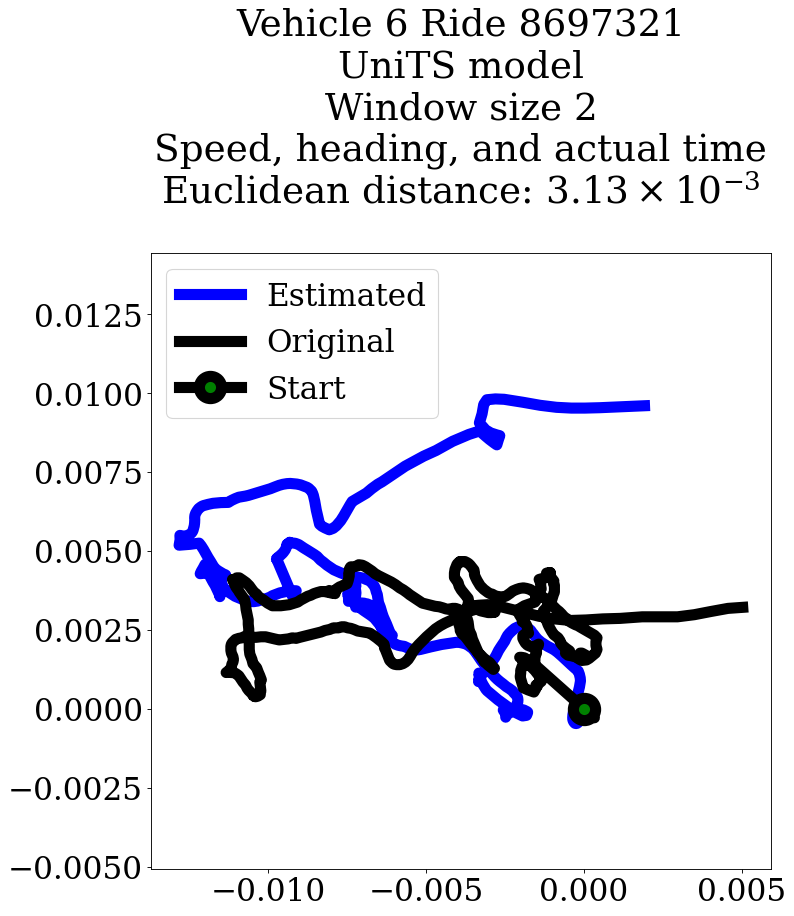 Vehicle 6 Ride 8697321
UniTS model
Window size 2
Speed, heading, and actual time
Euclidean distance: 3.13 × 10⁻³
Estimated
Original
Start
0.0125
0.0100
0.0075
0.0050
0.0025
0.0000
−0.0025
−0.0050
−0.010 −0.005 0.000 0.005